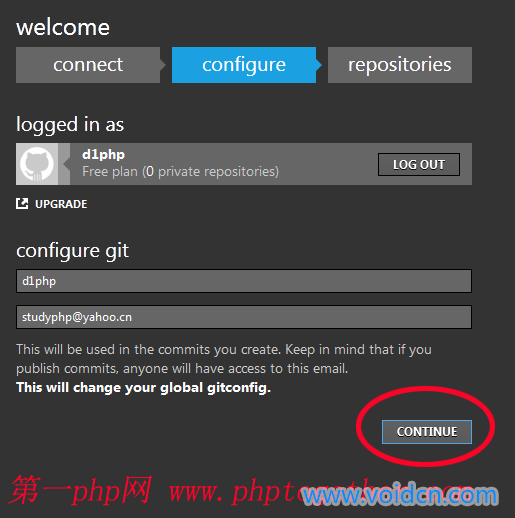 welcome
connect configure repositories
logged in as
d1php
Free plan (0 private repositories)
LOG OUT
UPGRADE
configure git
d1php
studyphp@yahoo.cn
This will be used in the commits you create. Keep in mind that if you
publish commits, anyone will have access to this email.
This will change your global gitconfig.
CONTINUE
第一php网 www.
www.voidcn.com